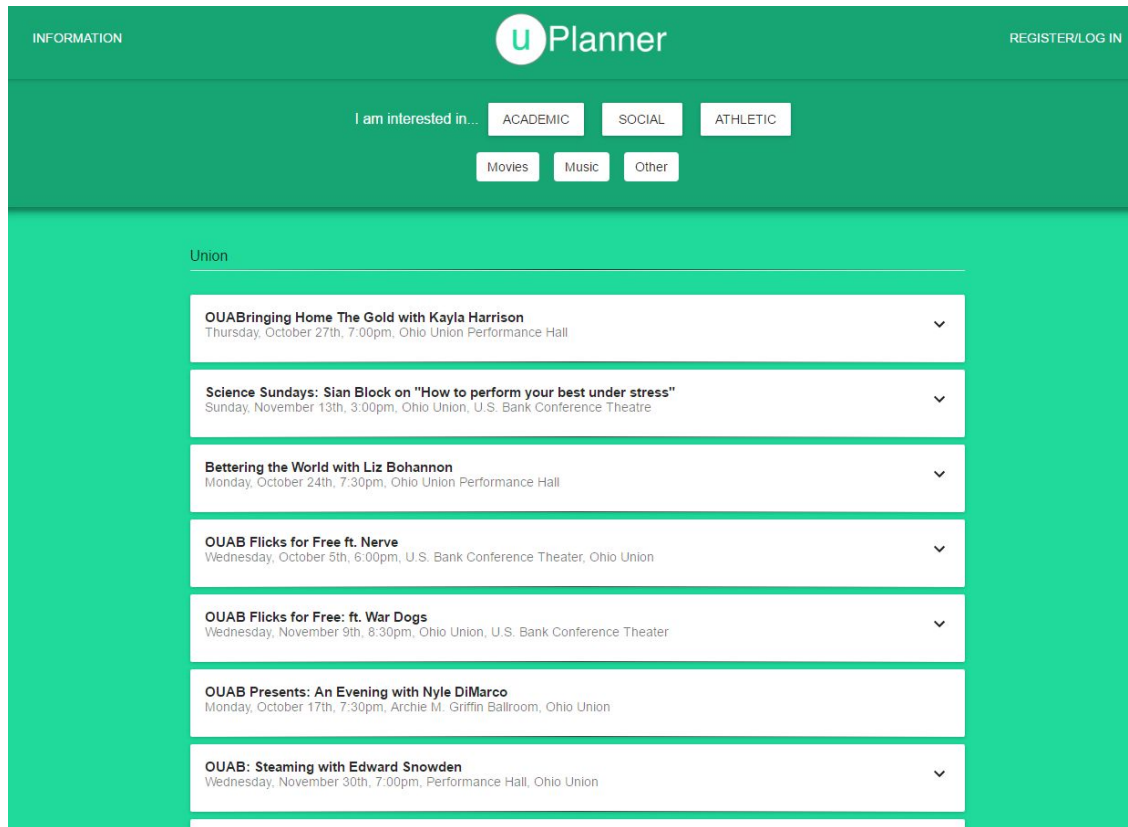 INFORMATION
uPlanner
REGISTER/LOG IN
I am interested in... ACADEMIC SOCIAL ATHLETIC
Movies Music Other
Union
OUABringing Home The Gold with Kayla Harrison
Thursday, October 27th, 7:00pm, Ohio Union Performance Hall
Science Sundays: Sian Block on "How to perform your best under stress"
Sunday, November 13th, 3:00pm, Ohio Union, U.S. Bank Conference Theatre
Bettering the World with Liz Bohannon
Monday, October 24th, 7:30pm, Ohio Union Performance Hall
OUAB Flicks for Free ft. Nerve
Wednesday, October 5th, 6:00pm, U.S. Bank Conference Theater, Ohio Union
OUAB Flicks for Free: ft. War Dogs
Wednesday, November 9th, 8:30pm, Ohio Union, U.S. Bank Conference Theater
OUAB Presents: An Evening with Nyle DiMarco
Monday, October 17th, 7:30pm, Archie M. Griffin Ballroom, Ohio Union
OUAB: Steaming with Edward Snowden
Wednesday, November 30th, 7:00pm, Performance Hall, Ohio Union